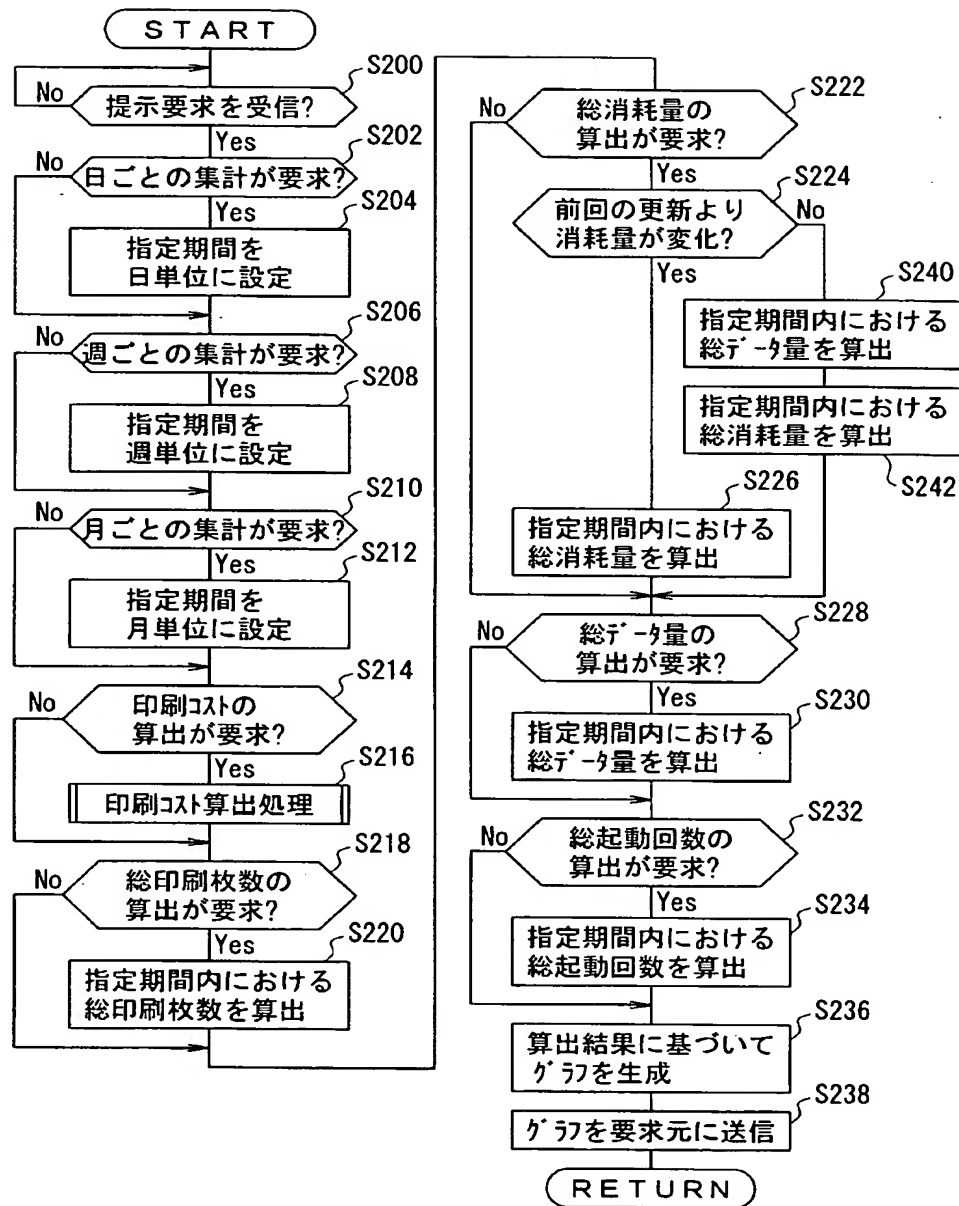 START
S200
No
提示要求を受信?
Yes
S202
No
日ごとの集計が要求?
Yes
S204
指定期間を
日単位に設定
S206
No
週ごとの集計が要求?
Yes
S208
指定期間を
週単位に設定
S210
No
月ごとの集計が要求?
Yes
S212
指定期間を
月単位に設定
S214
No
印刷コストの
算出が要求?
Yes
S216
印刷コスト算出処理
S218
No
総印刷枚数の
算出が要求?
Yes
S220
指定期間内における
総印刷枚数を算出
S222
No
総消耗量の
算出が要求?
Yes
S224
前回の更新より
消耗量が変化?
No
Yes
S240
指定期間内における
総データ量を算出
指定期間内における
総消耗量を算出
S242
S226
指定期間内における
総消耗量を算出
S228
No
総データ量の
算出が要求?
Yes
S230
指定期間内における
総データ量を算出
S232
No
総起動回数の
算出が要求?
Yes
S234
指定期間内における
総起動回数を算出
S236
算出結果に基づいて
グラフを生成
S238
グラフを要求元に送信
RETURN